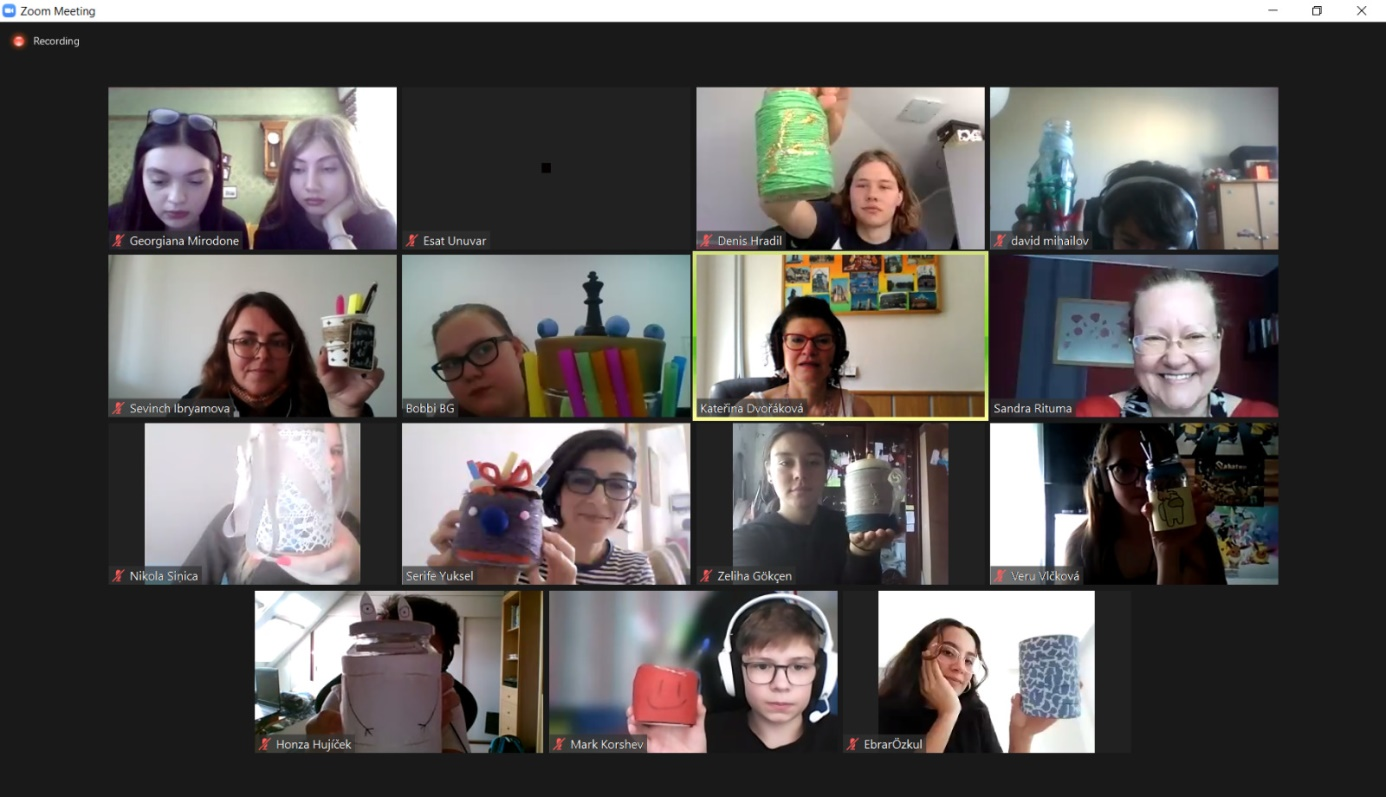 Zoom Meeting
Recording
Georgiana Mirodone
Esat Unuvar
Denis Hradil
david mihailov
Sevinch Ibryamova
Bobbi BG
Kateřina Dvořáková
Sandra Rituma
Nikola Siņica
Serife Yuksel
Zeliha Gökçen
Veru Vlčková
Honza Hujíček
Mark Korshev
EbrarÖzkul